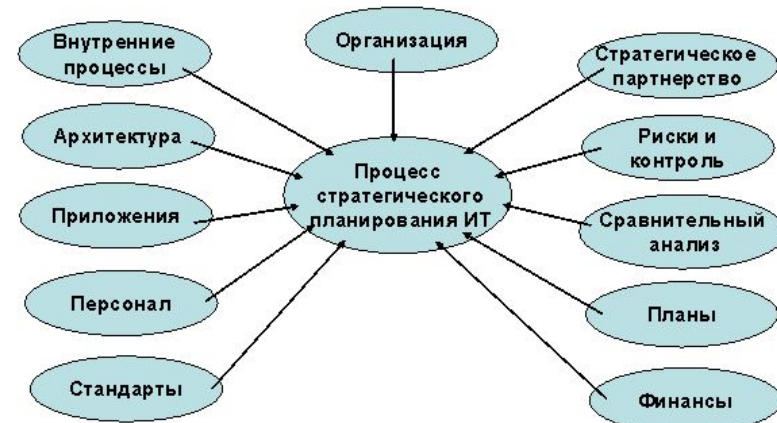 Внутренние
процессы
Организация
Стратегическое
партнерство
Архитектура
Риски и
контроль
Процесс
стратегического
планирования ИТ
Приложения
Сравнительный
анализ
Персонал
Планы
Стандарты
Финансы